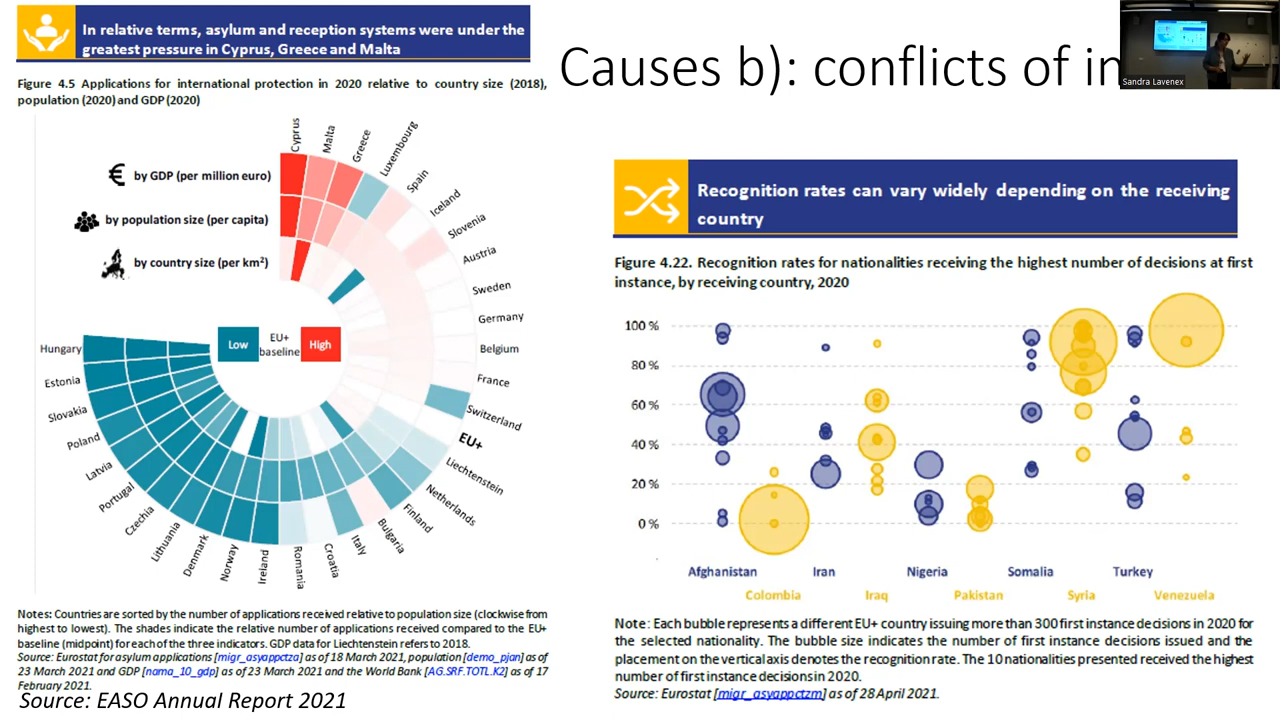 In relative terms, asylum and reception systems were under the
greatest pressure in Cyprus, Greece and Malta
Causes b): conflicts of in
Sandra Lavenex
Figure 4.5 Applications for international protection in 2020 relative to country size (2018),
population (2020) and GDP (2020)
€ by GDP (per million euro)
by population size (per capita)
by country size (per km²)
Cyprus
Malta
Greece
Luxembourg
Spain
Iceland
Slovenia
Austria
Sweden
Germany
Belgium
France
Switzerland
EU+
Liechtenstein
Netherlands
Finland
Bulgaria
Italy
Croatia
Romania
Ireland
Norway
Denmark
Lithuania
Czechia
Portugal
Latvia
Poland
Slovakia
Estonia
Hungary
Low
EU+
baseline
High
Notes: Countries are sorted by the number of applications received relative to population size (clockwise from
highest to lowest). The shades indicate the relative number of applications received compared to the EU+
baseline (midpoint) for each of the three indicators. GDP data for Liechtenstein refers to 2018.
Source: Eurostat for asylum applications [migr_asyappctza] as of 18 March 2021, population [demo_pjan] as of
23 March 2021 and GDP [nama_10_gdp] as of 23 March 2021 and the World Bank [AG.SRF.TOTL.K2] as of 17
February 2021.
Source: EASO Annual Report 2021
Recognition rates can vary widely depending on the receiving
country
Figure 4.22. Recognition rates for nationalities receiving the highest number of decisions at first
instance, by receiving country, 2020
100 %
80 %
60 %
40 %
20 %
0 %
Afghanistan
Iran
Nigeria
Somalia
Turkey
Colombia
Iraq
Pakistan
Syria
Venezuela
Note: Each bubble represents a different EU+ country issuing more than 300 first instance decisions in 2020 for
the selected nationality. The bubble size indicates the number of first instance decisions issued and the
placement on the vertical axis denotes the recognition rate. The 10 nationalities presented received the highest
number of first instance decisions in 2020.
Source: Eurostat [migr_asyappctzm] as of 28 April 2021.